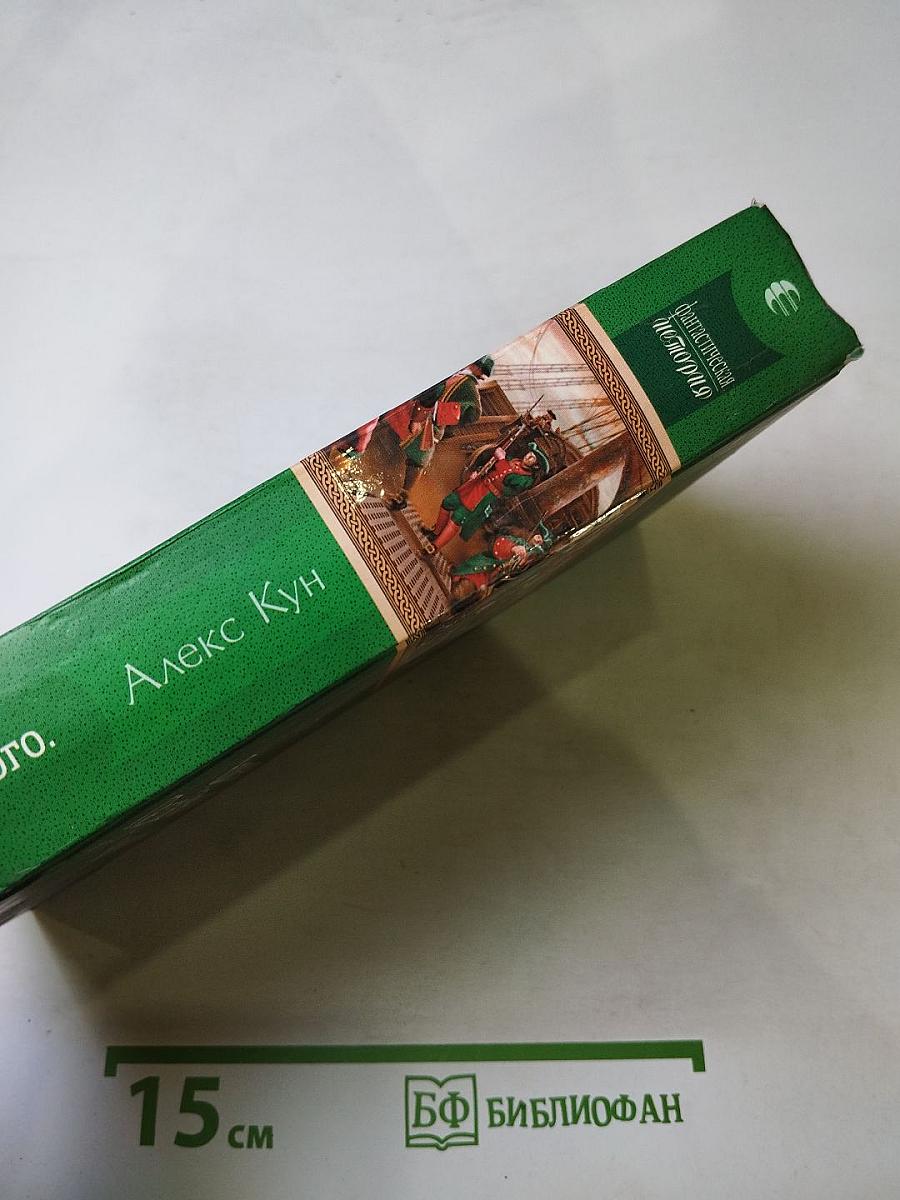 фантастическая
история
Алекс Кун
ого.
15 см
БФ БИБЛИОФАН